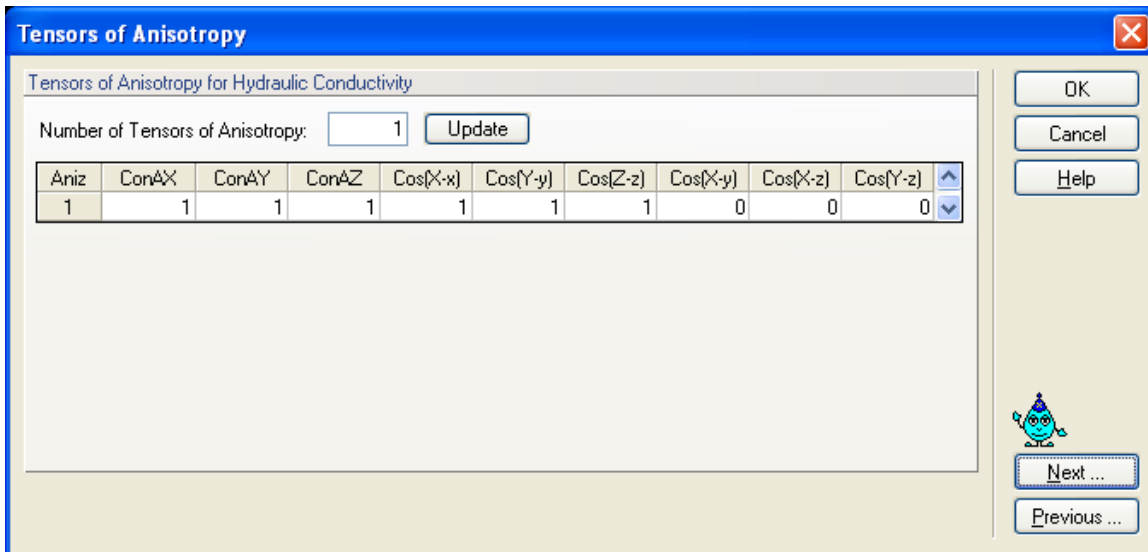 Tensors of Anisotropy
Tensors of Anisotropy for Hydraulic Conductivity
Number of Tensors of Anisotropy: 1 Update
Aniz ConAX ConAY ConAZ Cos(X-x) Cos(Y-y) Cos(Z-z) Cos(X-y) Cos(X-z) Cos(Y-z)
1 1 1 1 1 1 1 0 0 0
OK
Cancel
Help
Next ...
Previous ...